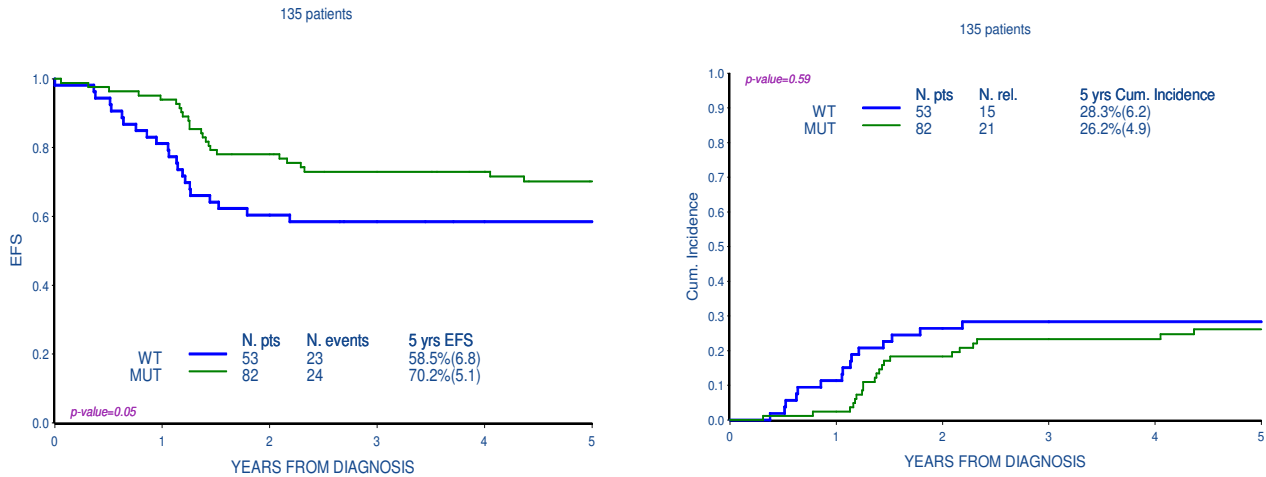 135 patients
1.0
0.8
0.6
0.4
0.2
0.0
EFS
N. pts N. events 5 yrs EFS
WT 53 23 58.5%(6.8)
MUT 82 24 70.2%(5.1)
p-value=0.05
0 1 2 3 4 5
YEARS FROM DIAGNOSIS
135 patients
p-value=0.59
N. pts N. rel. 5 yrs Cum. Incidence
WT 53 15 28.3%(6.2)
MUT 82 21 26.2%(4.9)
1.0
0.9
0.8
0.7
0.6
0.5
0.4
0.3
0.2
0.1
0.0
Cum. Incidence
0 1 2 3 4 5
YEARS FROM DIAGNOSIS